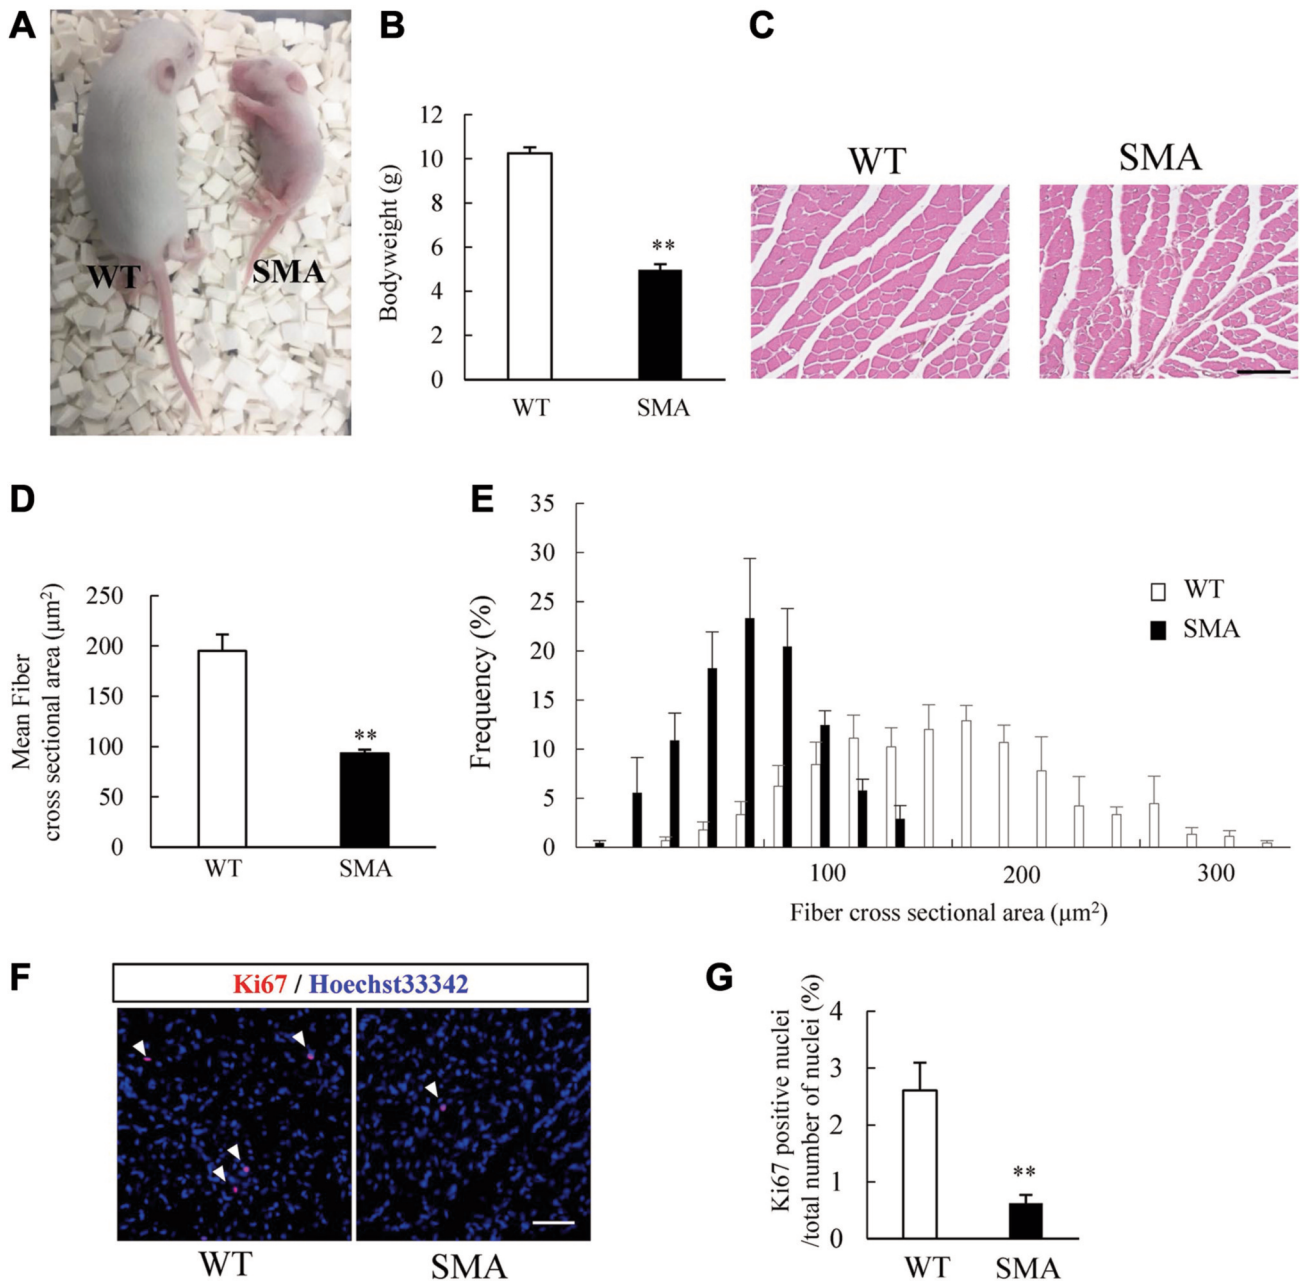 A
WT
SMA
B
Bodyweight (g)
12
10
8
6
4
2
0
**
WT
SMA
C
WT
SMA
D
Mean Fiber
cross sectional area (μm²)
250
200
150
100
50
0
**
WT
SMA
E
Frequency (%)
35
30
25
20
15
10
5
0
WT
SMA
100
200
300
Fiber cross sectional area (μm²)
F
Ki67 / Hoechst33342
WT
SMA
G
Ki67 positive nuclei
/total number of nuclei (%)
4
3
2
1
0
**
WT
SMA